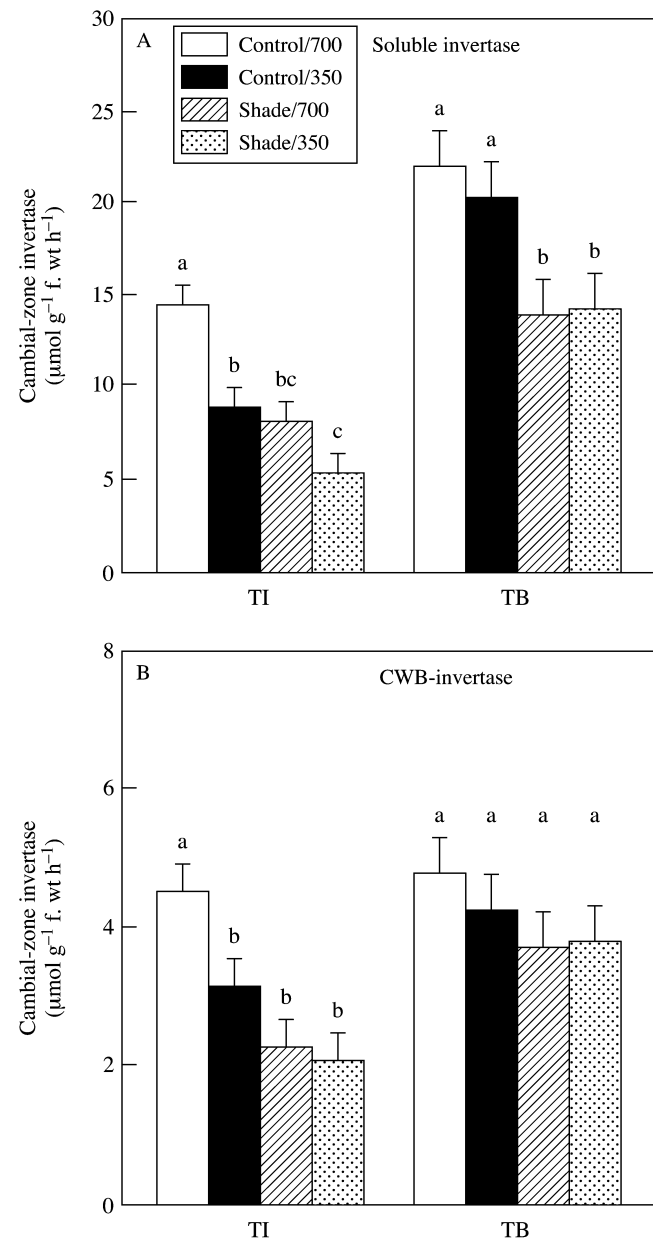 30
A
Control/700
Soluble invertase
Control/350
Shade/700
Shade/350
25
20
15
10
5
0
Cambial-zone invertase
(μmol g⁻¹ f. wt h⁻¹)
a
b
bc
c
a
a
b
b
TI
TB
8
B
CWB-invertase
6
4
2
0
Cambial-zone invertase
(μmol g⁻¹ f. wt h⁻¹)
a
b
b
b
a
a
a
a
TI
TB